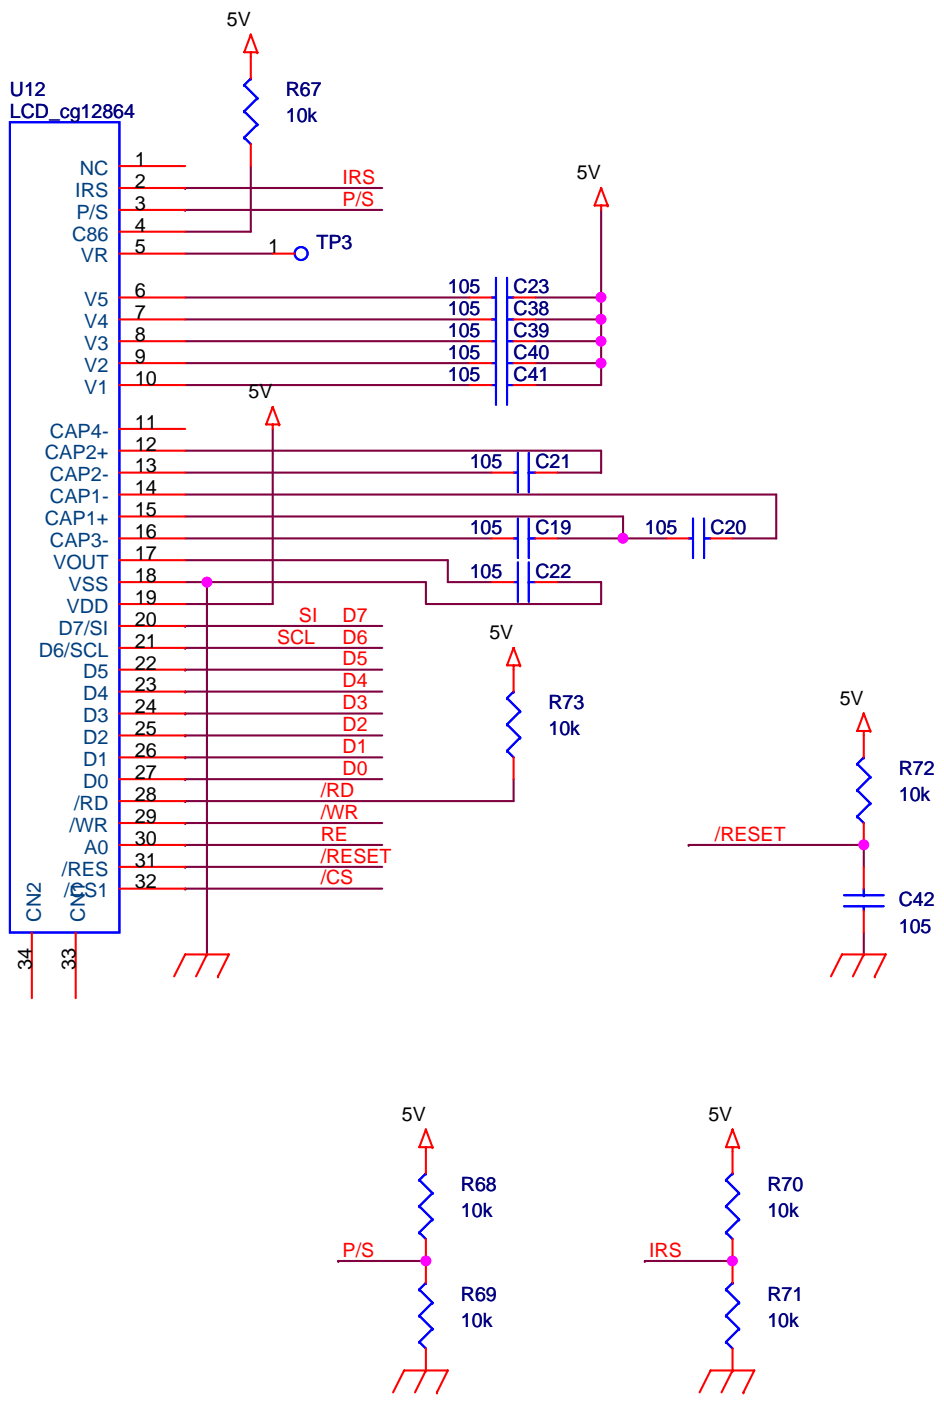 5V
U12
LCD_cg12864
R67
10k
NC 1
IRS 2 IRS
P/S 3 P/S
C86 4
VR 5 1 TP3
5V
V5 6 105 C23
V4 7 105 C38
V3 8 105 C39
V2 9 105 C40
V1 10 105 C41
5V
CAP4- 11
CAP2+ 12
CAP2- 13 105 C21
CAP1- 14
CAP1+ 15
CAP3- 16 105 C19 105 C20
VOUT 17
VSS 18 105 C22
VDD 19
D7/SI 20 SI D7
D6/SCL 21 SCL D6
D5 22 D5
D4 23 D4
D3 24 D3
D2 25 D2
D1 26 D1
D0 27 D0
/RD 28 /RD
/WR 29 /WR
A0 30 RE
/RES 31 /RESET
/CS1 32 /CS
CN2
CN1
34
33
5V
R73
10k
5V
R72
10k
/RESET
C42
105
5V
R68
10k
P/S
R69
10k
5V
R70
10k
IRS
R71
10k